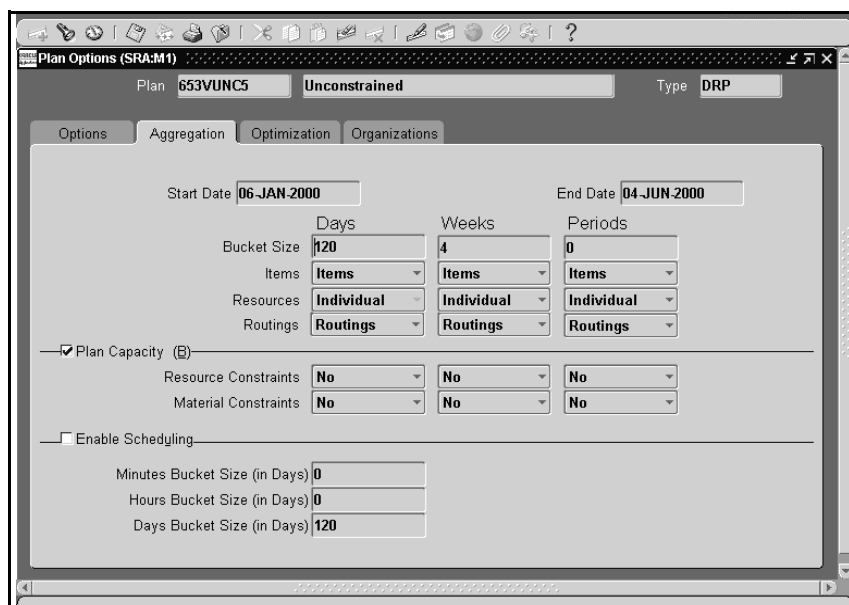 Plan Options (SRA:M1)
Plan 653VUNC5 Unconstrained Type DRP
Options Aggregation Optimization Organizations
Start Date 06-JAN-2000 End Date 04-JUN-2000
Days Weeks Periods
Bucket Size 120 4 0
Items Items Items Items
Resources Individual Individual Individual
Routings Routings Routings Routings
Plan Capacity (B)
Resource Constraints No No No
Material Constraints No No No
Enable Scheduling
Minutes Bucket Size (in Days) 0
Hours Bucket Size (in Days) 0
Days Bucket Size (in Days) 120